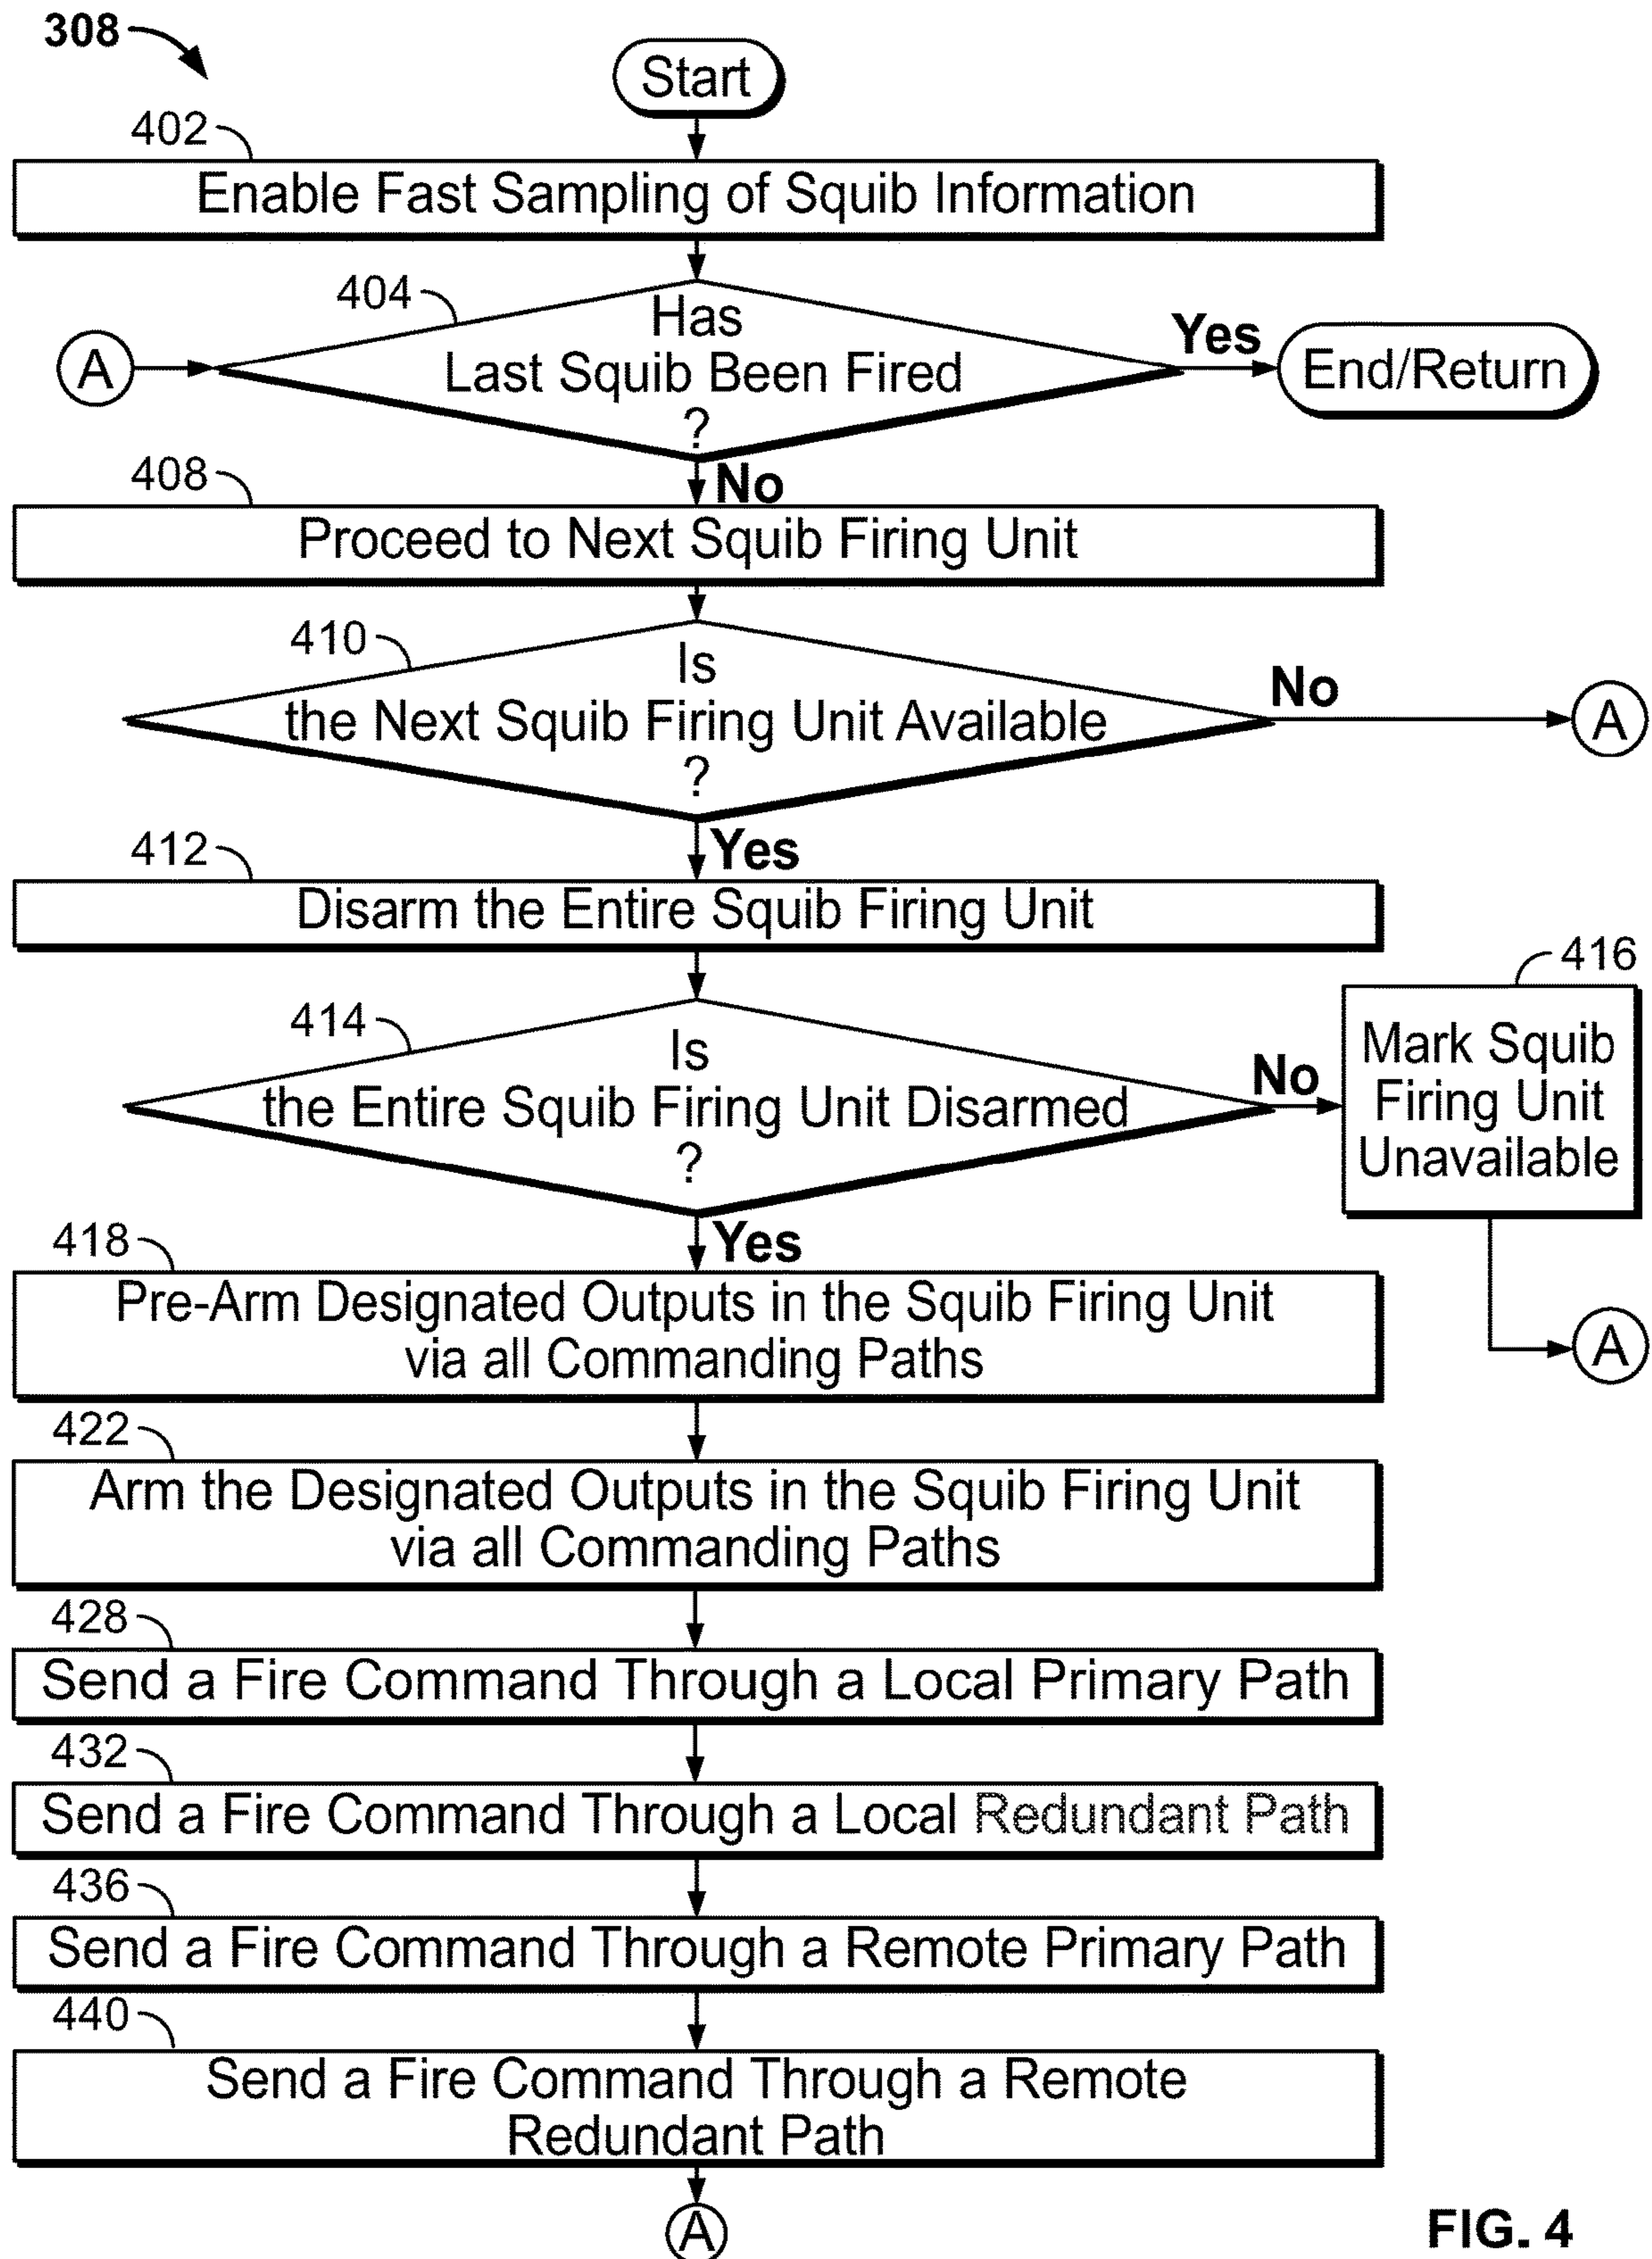 308
Start
402
Enable Fast Sampling of Squib Information
404
Has
Last Squib Been Fired
?
A
Yes
End/Return
No
408
Proceed to Next Squib Firing Unit
410
Is
the Next Squib Firing Unit Available
?
No
A
Yes
412
Disarm the Entire Squib Firing Unit
414
Is
the Entire Squib Firing Unit Disarmed
?
No
416
Mark Squib
Firing Unit
Unavailable
A
Yes
418
Pre-Arm Designated Outputs in the Squib Firing Unit
via all Commanding Paths
422
Arm the Designated Outputs in the Squib Firing Unit
via all Commanding Paths
428
Send a Fire Command Through a Local Primary Path
432
Send a Fire Command Through a Local Redundant Path
436
Send a Fire Command Through a Remote Primary Path
440
Send a Fire Command Through a Remote
Redundant Path
A
FIG. 4